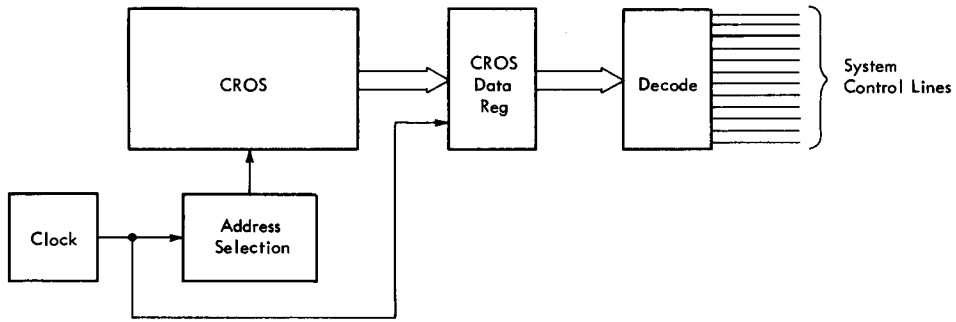 CROS
CROS
Data
Reg
Decode
System
Control Lines
Clock
Address
Selection